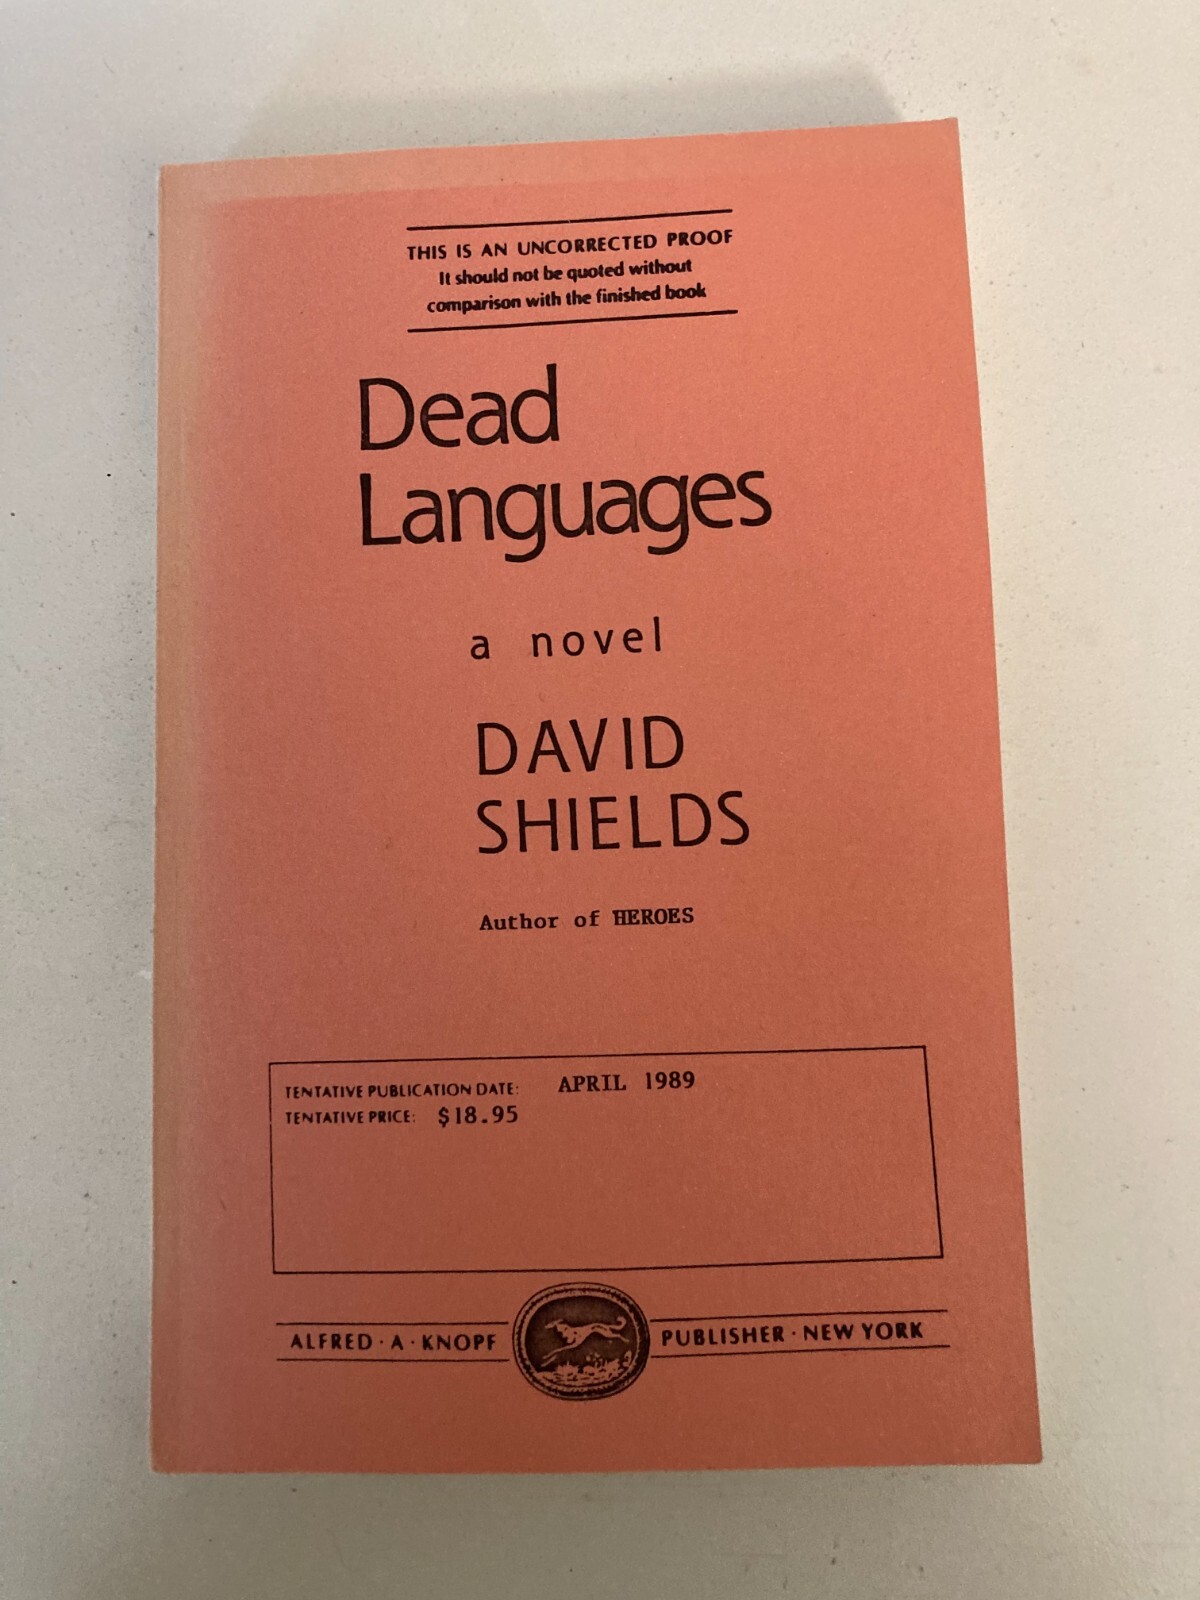 THIS IS AN UNCORRECTED PROOF
It should not be quoted without
comparison with the finished book
Dead
Languages
a novel
DAVID
SHIELDS
Author of HEROES
TENTATIVE PUBLICATION DATE: APRIL 1989
TENTATIVE PRICE: $18.95
ALFRED · A · KNOPF PUBLISHER · NEW YORK